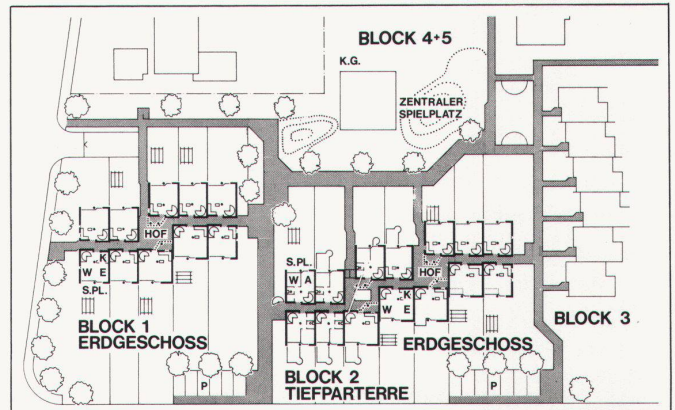 BLOCK 4+5
K.G.
ZENTRALER
SPIELPLATZ
HOF
K
W E
S.PL.
BLOCK 1
ERDGESCHOSS
P
S.PL.
W A
HOF
K
W E
BLOCK 2
TIEFPARTERRE
ERDGESCHOSS
P
BLOCK 3